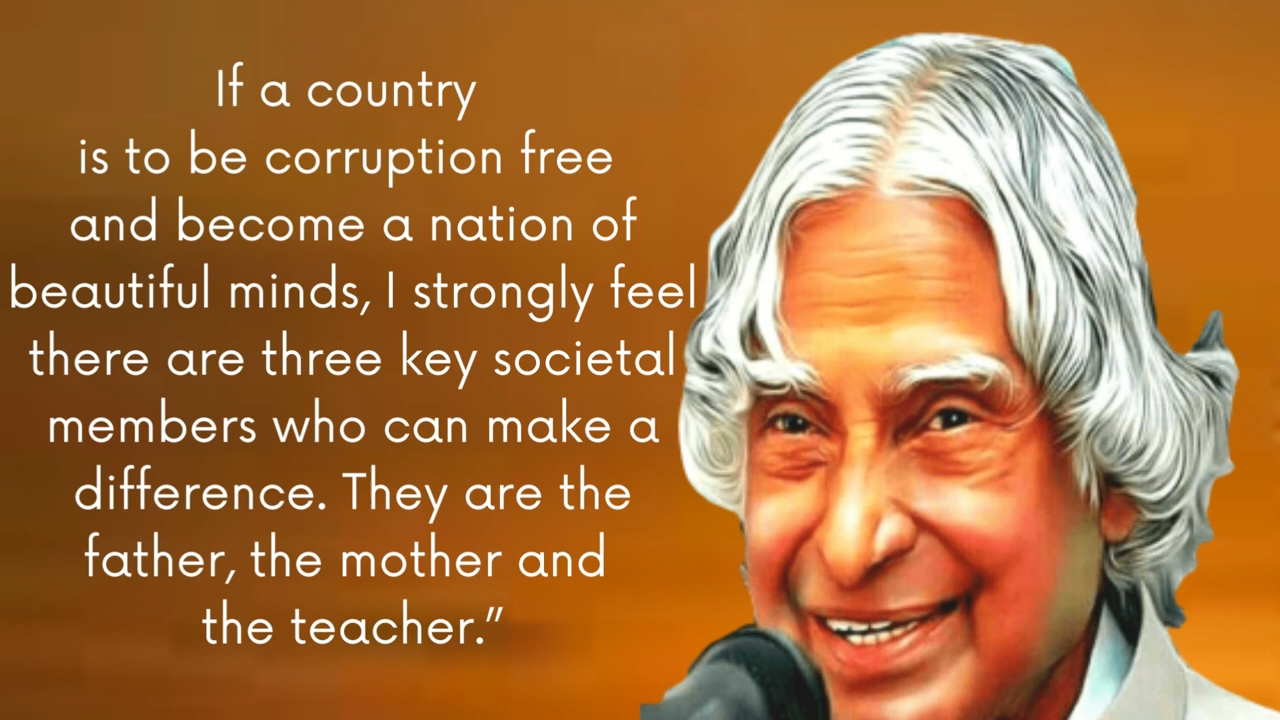 If a country
is to be corruption free
and become a nation of
beautiful minds, I strongly feel
there are three key societal
members who can make a
difference. They are the
father, the mother and
the teacher.”